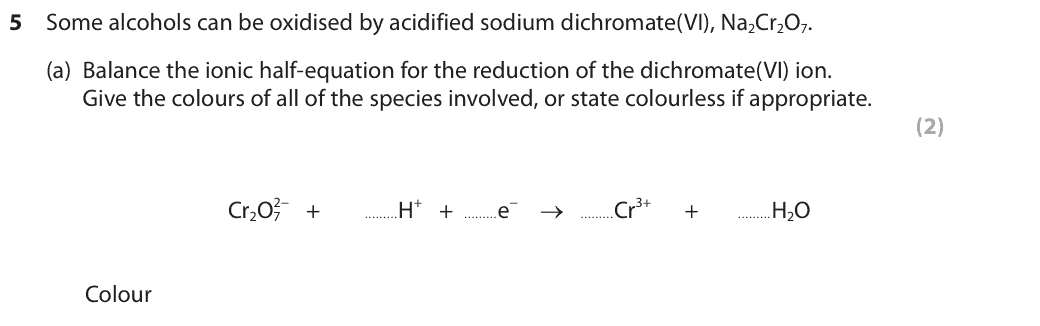 5 Some alcohols can be oxidised by acidified sodium dichromate(VI), Na₂Cr₂O₇.
(a) Balance the ionic half-equation for the reduction of the dichromate(VI) ion.
Give the colours of all of the species involved, or state colourless if appropriate.
(2)
Cr₂O₇²⁻ + .........H⁺ + .........e⁻ → .........Cr³⁺ + .........H₂O
Colour